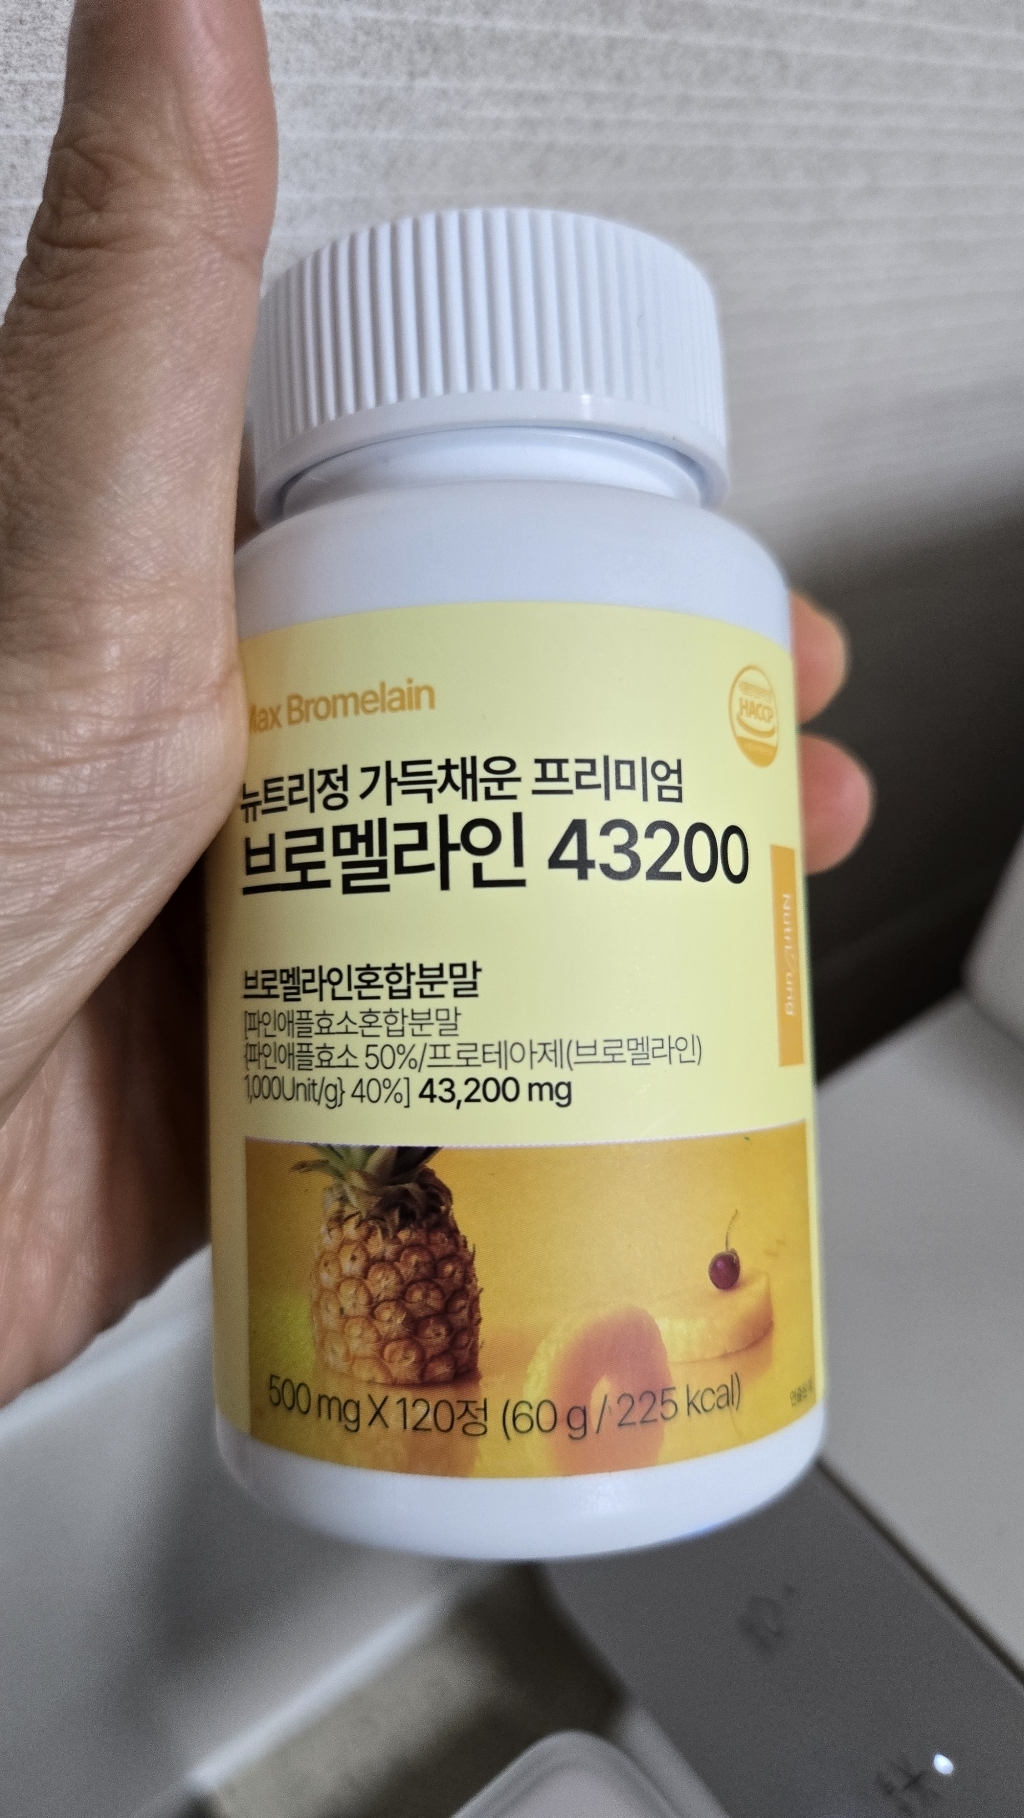 Max Bromelain
HACCP
뉴트리정 가득채운 프리미엄
브로멜라인 43200
브로멜라인혼합분말
[파인애플효소혼합분말
{파인애플효소 50%/프로테아제(브로멜라인)
1,000Unit/g} 40%] 43,200 mg
500 mg X 120정 (60 g / 225 kcal)